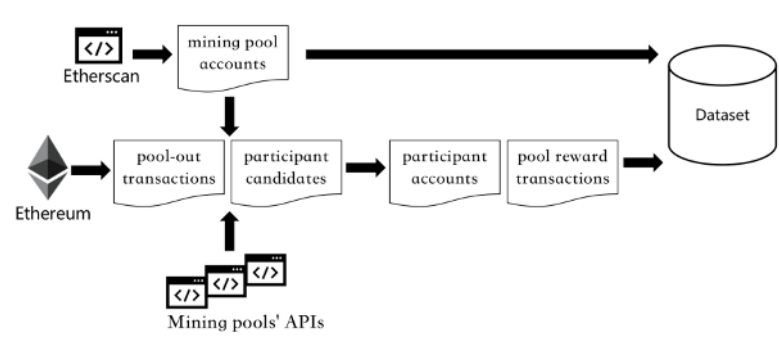 </>
Etherscan
mining pool
accounts
Dataset
Ethereum
pool-out
transactions
participant
candidates
participant
accounts
pool reward
transactions
</>
</>
</>
Mining pools' APIs